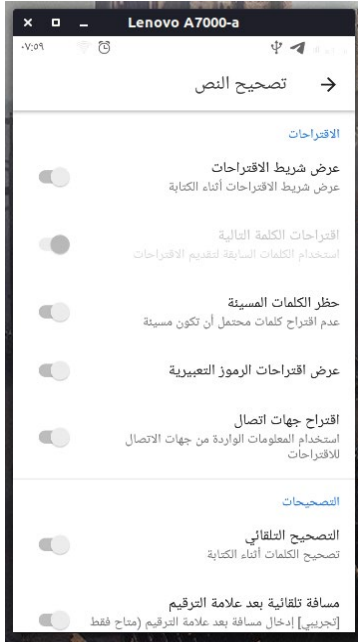 Lenovo A7000-a
٠٧:٥٩
تصحيح النص
الاقتراحات
عرض شريط الاقتراحات
عرض شريط الاقتراحات أثناء الكتابة
اقتراحات الكلمة التالية
استخدام الكلمات السابقة لتقديم الاقتراحات
حظر الكلمات المسيئة
عدم اقتراح كلمات محتمل أن تكون مسيئة
عرض اقتراحات الرموز التعبيرية
اقتراح جهات اتصال
استخدام المعلومات الواردة من جهات الاتصال
للاقتراحات
التصحيحات
التصحيح التلقائي
تصحيح الكلمات أثناء الكتابة
مسافة تلقائية بعد علامة الترقيم
[تجريبي] إدخال مسافة بعد علامة الترقيم (متاح فقط